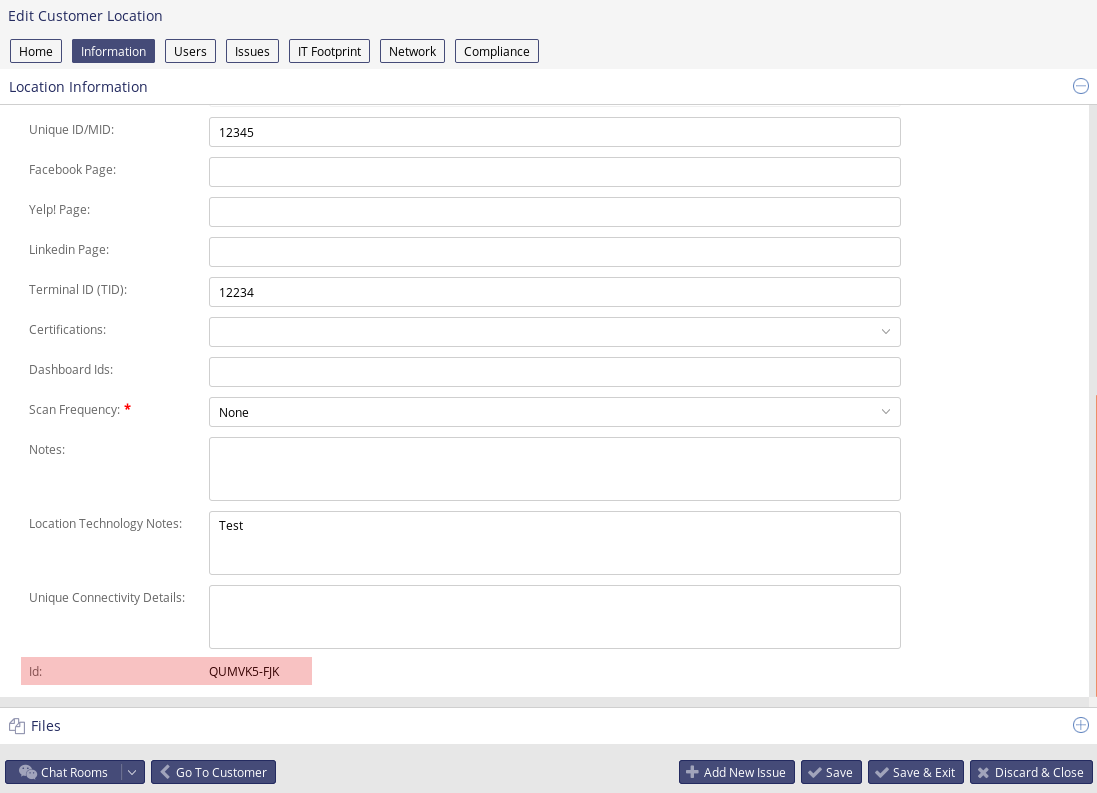 Edit Customer Location
Home Information Users Issues IT Footprint Network Compliance
Location Information
Unique ID/MID: 12345
Facebook Page:
Yelp! Page:
Linkedin Page:
Terminal ID (TID): 12234
Certifications:
Dashboard Ids:
Scan Frequency: * None
Notes:
Location Technology Notes: Test
Unique Connectivity Details:
Id: QUMVK5-FJK
Files
Chat Rooms Go To Customer Add New Issue Save Save & Exit Discard & Close